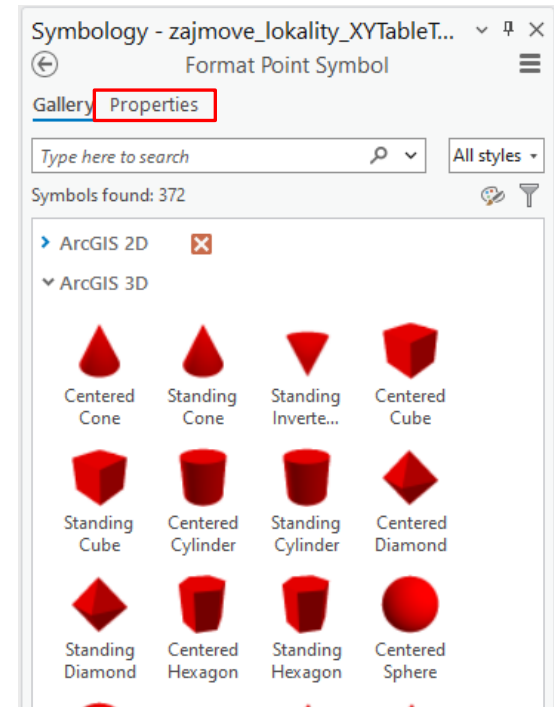 Symbology - zajmove_lokality_XYTableT...
Format Point Symbol
Gallery Properties
Type here to search
All styles
Symbols found: 372
ArcGIS 2D
ArcGIS 3D
Centered Cone
Standing Cone
Standing Inverte...
Centered Cube
Standing Cube
Centered Cylinder
Standing Cylinder
Centered Diamond
Standing Diamond
Centered Hexagon
Standing Hexagon
Centered Sphere